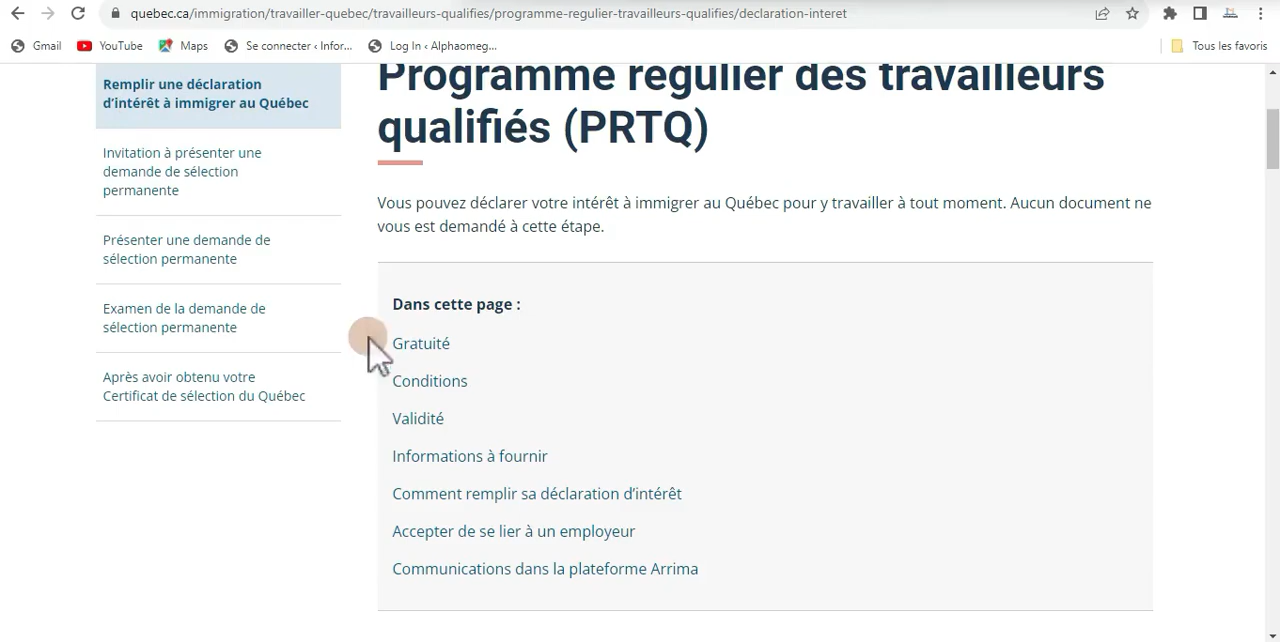 quebec.ca/immigration/travailler-quebec/travailleurs-qualifies/programme-regulier-travailleurs-qualifies/declaration-interet
Gmail YouTube Maps Se connecter ‹ Infor... Log In ‹ Alphaomeg... Tous les favoris
Remplir une déclaration
d’intérêt à immigrer au Québec
Invitation à présenter une
demande de sélection
permanente
Présenter une demande de
sélection permanente
Examen de la demande de
sélection permanente
Après avoir obtenu votre
Certificat de sélection du Québec
Programme régulier des travailleurs
qualifiés (PRTQ)
Vous pouvez déclarer votre intérêt à immigrer au Québec pour y travailler à tout moment. Aucun document ne
vous est demandé à cette étape.
Dans cette page :
Gratuité
Conditions
Validité
Informations à fournir
Comment remplir sa déclaration d’intérêt
Accepter de se lier à un employeur
Communications dans la plateforme Arrima